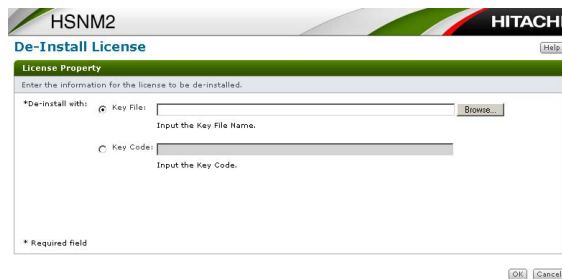 HSNM2
HITACHI
De-Install License
Help
License Property
Enter the information for the license to be de-installed.
*De-install with:
Key File:
Browse...
Input the Key File Name.
Key Code:
Input the Key Code.
* Required field
OK Cancel